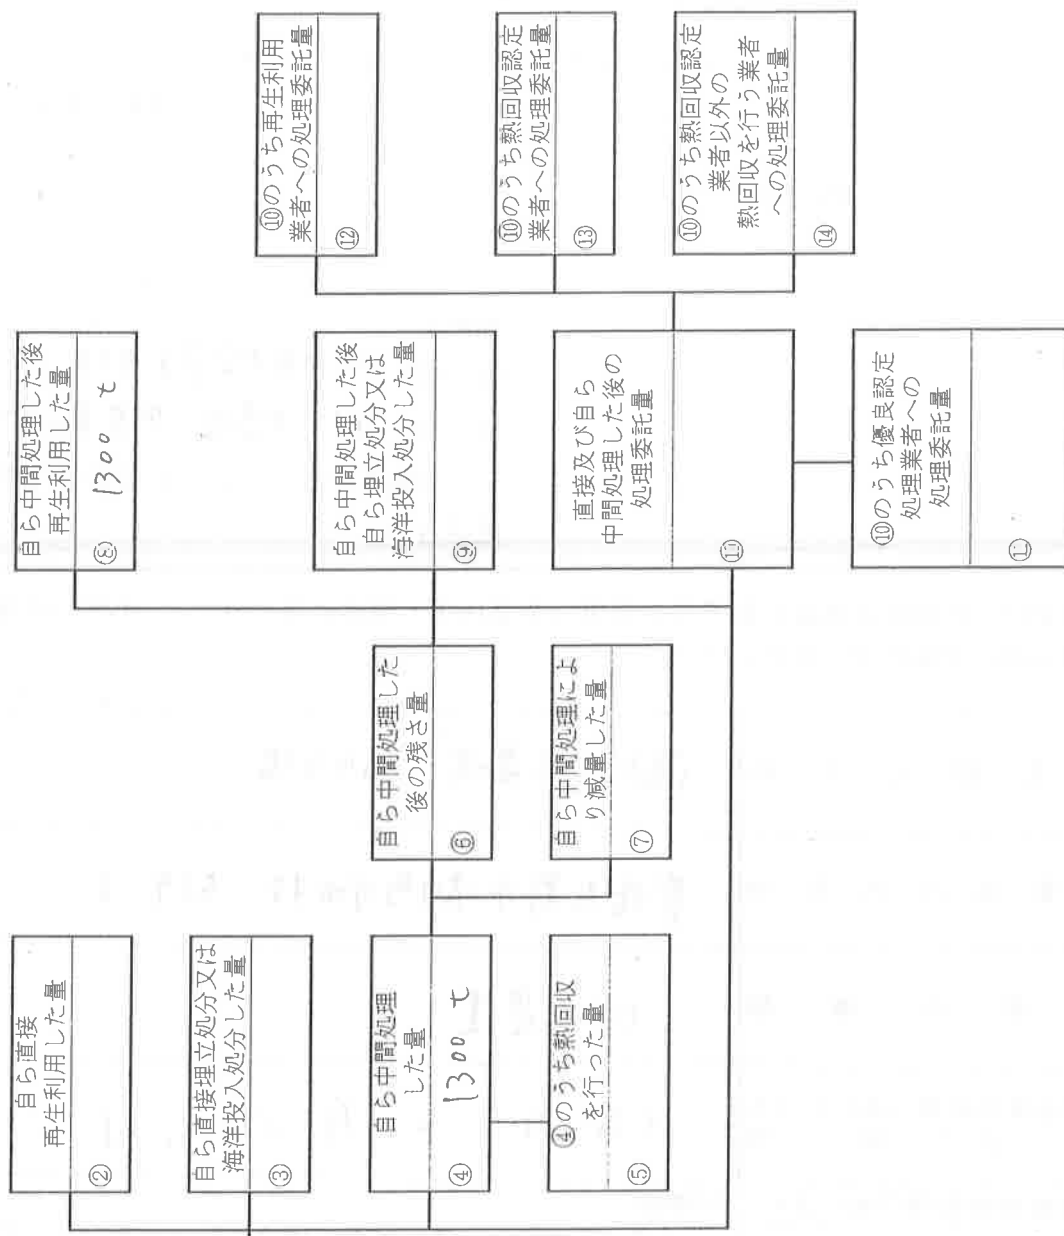 自ら直接
再生利用した量
②
自ら直接埋立処分又は
海洋投入処分した量
③
自ら中間処理
した量
④
1300 t
④のうち熱回収
を行った量
⑤
自ら中間処理した
後の残さ量
⑥
自ら中間処理によ
り減量した量
⑦
自ら中間処理した後
再生利用した量
⑧
1300 t
自ら中間処理した後
自ら埋立処分又は
海洋投入処分した量
⑨
直接及び自ら
中間処理した後の
処理委託量
⑩
⑩のうち優良認定
処理業者への
処理委託量
⑪
⑩のうち再生利用
業者への処理委託量
⑫
⑩のうち熱回収認定
業者への処理委託量
⑬
⑩のうち熱回収認定
業者以外の
熱回収を行う業者
への処理委託量
⑭